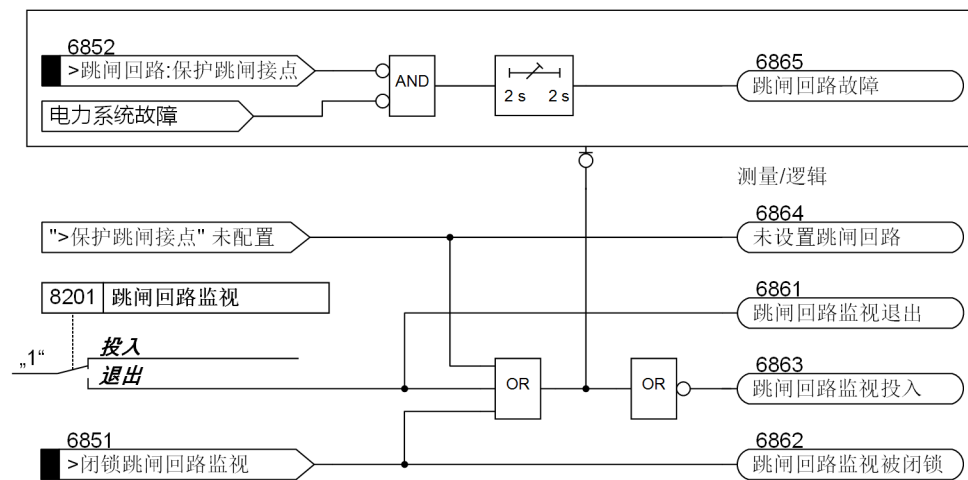 6852
>跳闸回路:保护跳闸接点
AND
2 s 2 s
6865
跳闸回路故障
电力系统故障
测量/逻辑
">保护跳闸接点" 未配置
6864
未设置跳闸回路
8201 跳闸回路监视
6861
跳闸回路监视退出
„1“
投入
退出
OR
OR
6863
跳闸回路监视投入
6851
>闭锁跳闸回路监视
6862
跳闸回路监视被闭锁